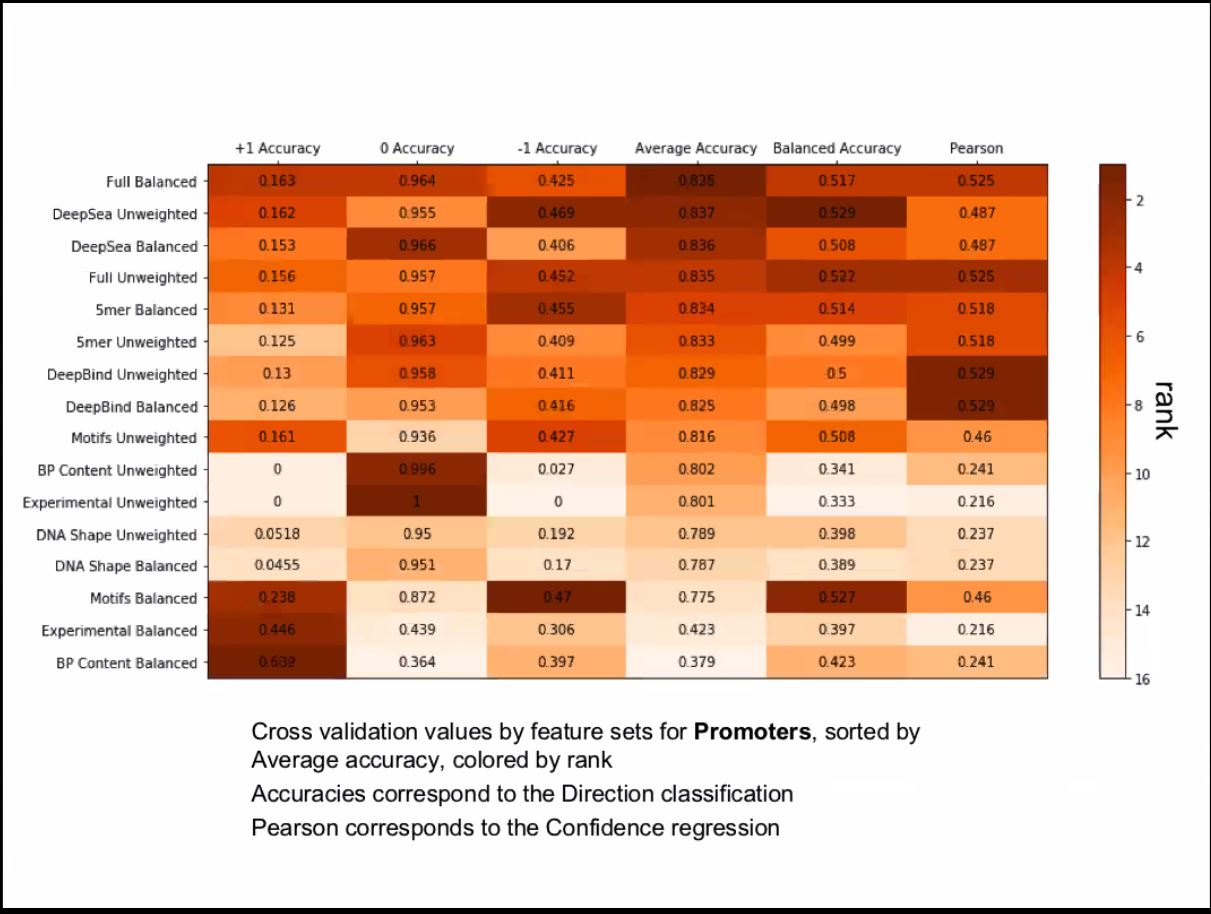 +1 Accuracy 0 Accuracy -1 Accuracy Average Accuracy Balanced Accuracy Pearson
Full Balanced 0.163 0.964 0.425 0.517 0.525
DeepSea Unweighted 0.162 0.955 0.469 0.837 0.529 0.487
DeepSea Balanced 0.153 0.966 0.406 0.836 0.508 0.487
Full Unweighted 0.156 0.957 0.452 0.835 0.522 0.525
5mer Balanced 0.131 0.957 0.455 0.834 0.514 0.518
5mer Unweighted 0.125 0.963 0.409 0.833 0.499 0.518
DeepBind Unweighted 0.13 0.958 0.411 0.829 0.5 0.529
DeepBind Balanced 0.126 0.953 0.416 0.825 0.498 0.529
Motifs Unweighted 0.161 0.936 0.427 0.816 0.508 0.46
BP Content Unweighted 0 0.996 0.027 0.802 0.341 0.241
Experimental Unweighted 0 1 0 0.801 0.333 0.216
DNA Shape Unweighted 0.0518 0.95 0.192 0.789 0.398 0.237
DNA Shape Balanced 0.0455 0.951 0.17 0.787 0.389 0.237
Motifs Balanced 0.238 0.872 0.47 0.775 0.527 0.46
Experimental Balanced 0.446 0.439 0.306 0.423 0.397 0.216
BP Content Balanced 0.364 0.397 0.379 0.423 0.241
2
4
6
8
10
12
14
16
rank
Cross validation values by feature sets for Promoters, sorted by
Average accuracy, colored by rank
Accuracies correspond to the Direction classification
Pearson corresponds to the Confidence regression